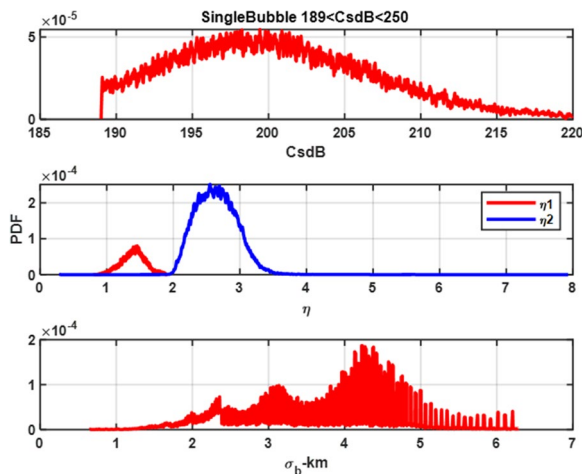 SingleBubble 189<CsdB<250
×10⁻⁵
5
0
185 190 195 200 205 210 215 220
CsdB
×10⁻⁴
2
1
0
PDF
η1
η2
0 1 2 3 4 5 6 7 8
η
×10⁻⁴
2
1
0
0 1 2 3 4 5 6 7
σ_b-km